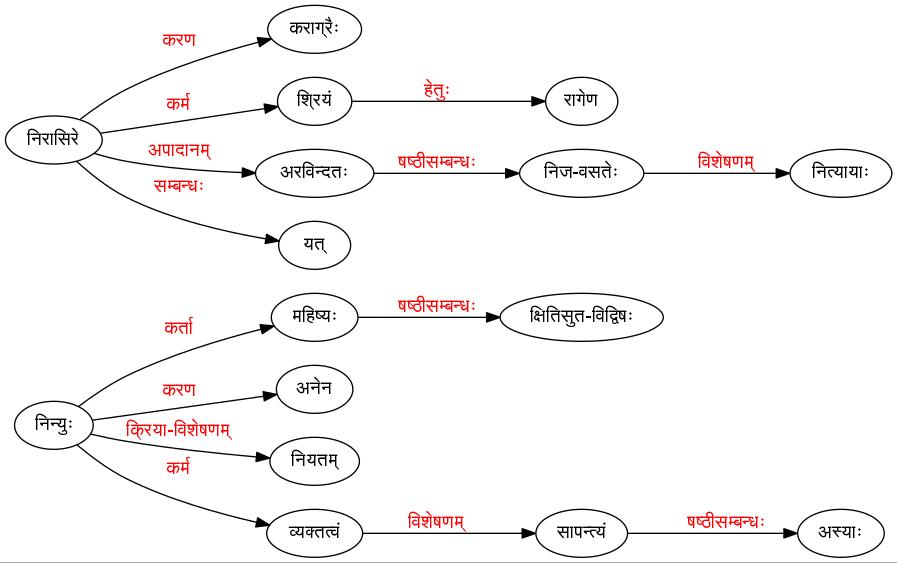 करण
कराग्रैः
कर्म
श्रियं
हेतुः
रागेण
निरासिरे
अपादानम्
अरविन्दतः
षष्ठीसम्बन्धः
निज-वसतेः
विशेषणम्
नित्यायाः
सम्बन्धः
यत्
कर्ता
महिष्यः
षष्ठीसम्बन्धः
क्षितिसुत-विद्विषः
करण
अनेन
निन्युः
क्रिया-विशेषणम्
नियतम्
कर्म
व्यक्तत्वं
विशेषणम्
सापन्त्यं
षष्ठीसम्बन्धः
अस्याः